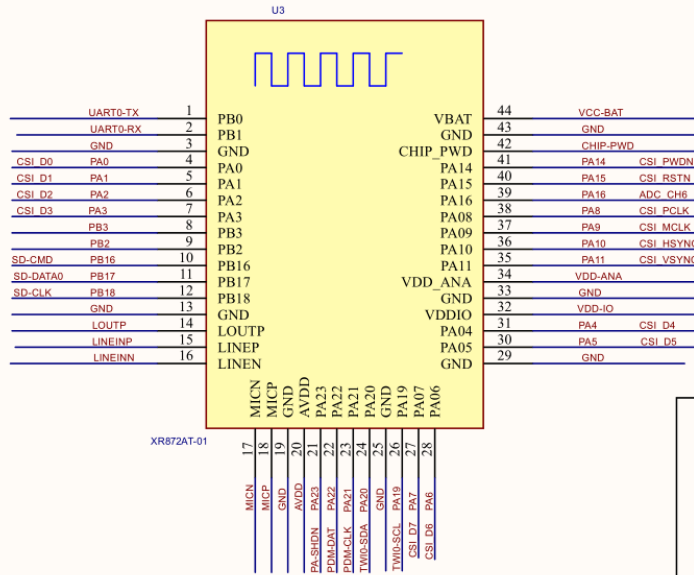 U3
UART0-TX 1 PB0 VBAT 44 VCC-BAT
UART0-RX 2 PB1 GND 43 GND
GND 3 GND CHIP_PWD 42 CHIP-PWD
CSI_D0 PA0 4 PA0 PA14 41 PA14 CSI_PWDN
CSI_D1 PA1 5 PA1 PA15 40 PA15 CSI_RSTN
CSI_D2 PA2 6 PA2 PA16 39 PA16 ADC_CH6
CSI_D3 PA3 7 PA3 PA08 38 PA8 CSI_PCLK
PB3 8 PB3 PA09 37 PA9 CSI_MCLK
PB2 9 PB2 PA10 36 PA10 CSI_HSYNC
SD-CMD PB16 10 PB16 PA11 35 PA11 CSI_VSYNC
SD-DATA0 PB17 11 PB17 VDD_ANA 34 VDD-ANA
SD-CLK PB18 12 PB18 GND 33 GND
GND 13 GND VDDIO 32 VDD-IO
LOUTP 14 LOUTP PA04 31 PA4 CSI_D4
LINEINP 15 LINEP PA05 30 PA5 CSI_D5
LINEINN 16 LINEN GND 29 GND
MICN MICP GND AVDD PA23 PA22 PA21 PA20 GND PA19 PA07 PA06
XR872AT-01
17 18 19 20 21 22 23 24 25 26 27 28
MICN MICP GND AVDD PA23 PA22 PA21 PA20 GND PA19 PA7 PA6
PA-SHDN PDM-DAT PDM-CLK TWI0-SDA TWI0-SCL CSI_D7 CSI_D6